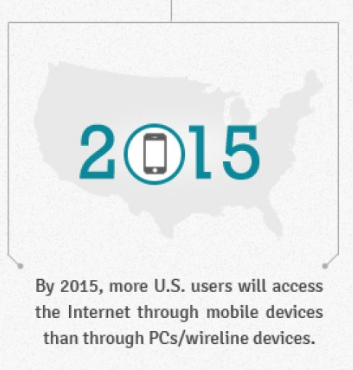 2015
By 2015, more U.S. users will access
the Internet through mobile devices
than through PCs/wireline devices.